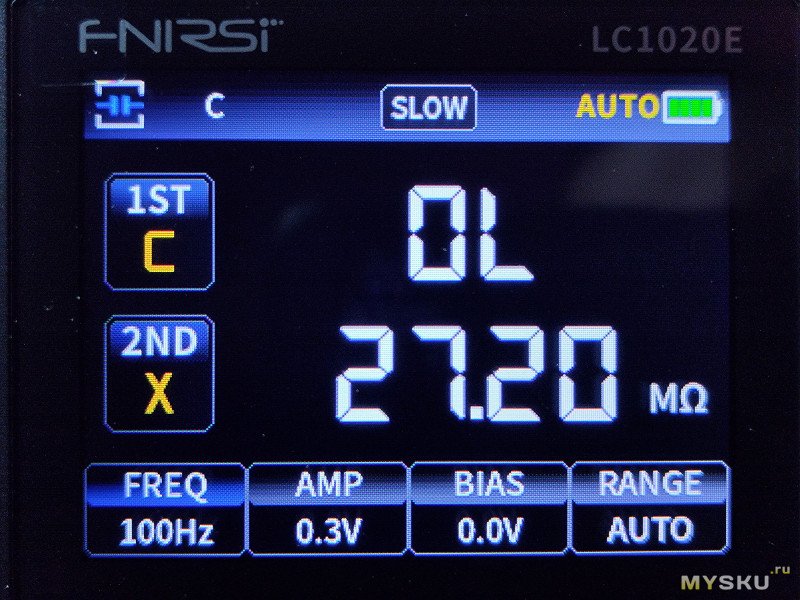 FNIRSI LC1020E
C SLOW AUTO
1ST
C
OL
2ND
X
27.20 MΩ
FREQ AMP BIAS RANGE
100Hz 0.3V 0.0V AUTO
MYSKU.ru